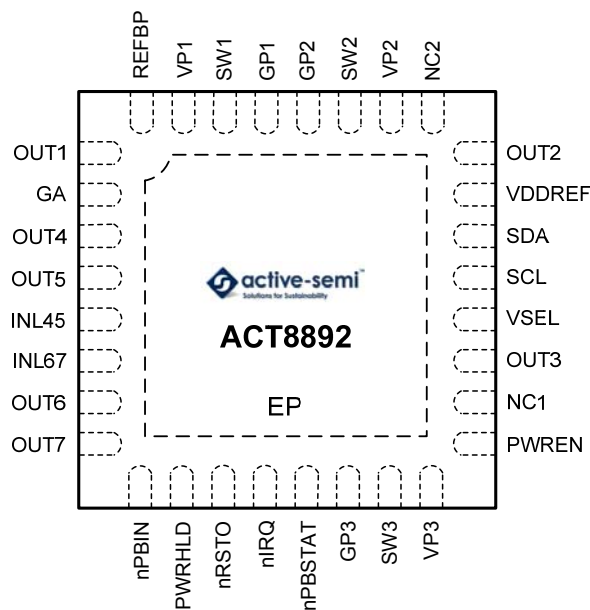 REFBP
VP1
SW1
GP1
GP2
SW2
VP2
NC2
OUT1
GA
OUT4
OUT5
INL45
INL67
OUT6
OUT7
active-semi™
Solutions for Sustainability
ACT8892
EP
OUT2
VDDREF
SDA
SCL
VSEL
OUT3
NC1
PWREN
nPBIN
PWRHLD
nRSTO
nIRQ
nPBSTAT
GP3
SW3
VP3